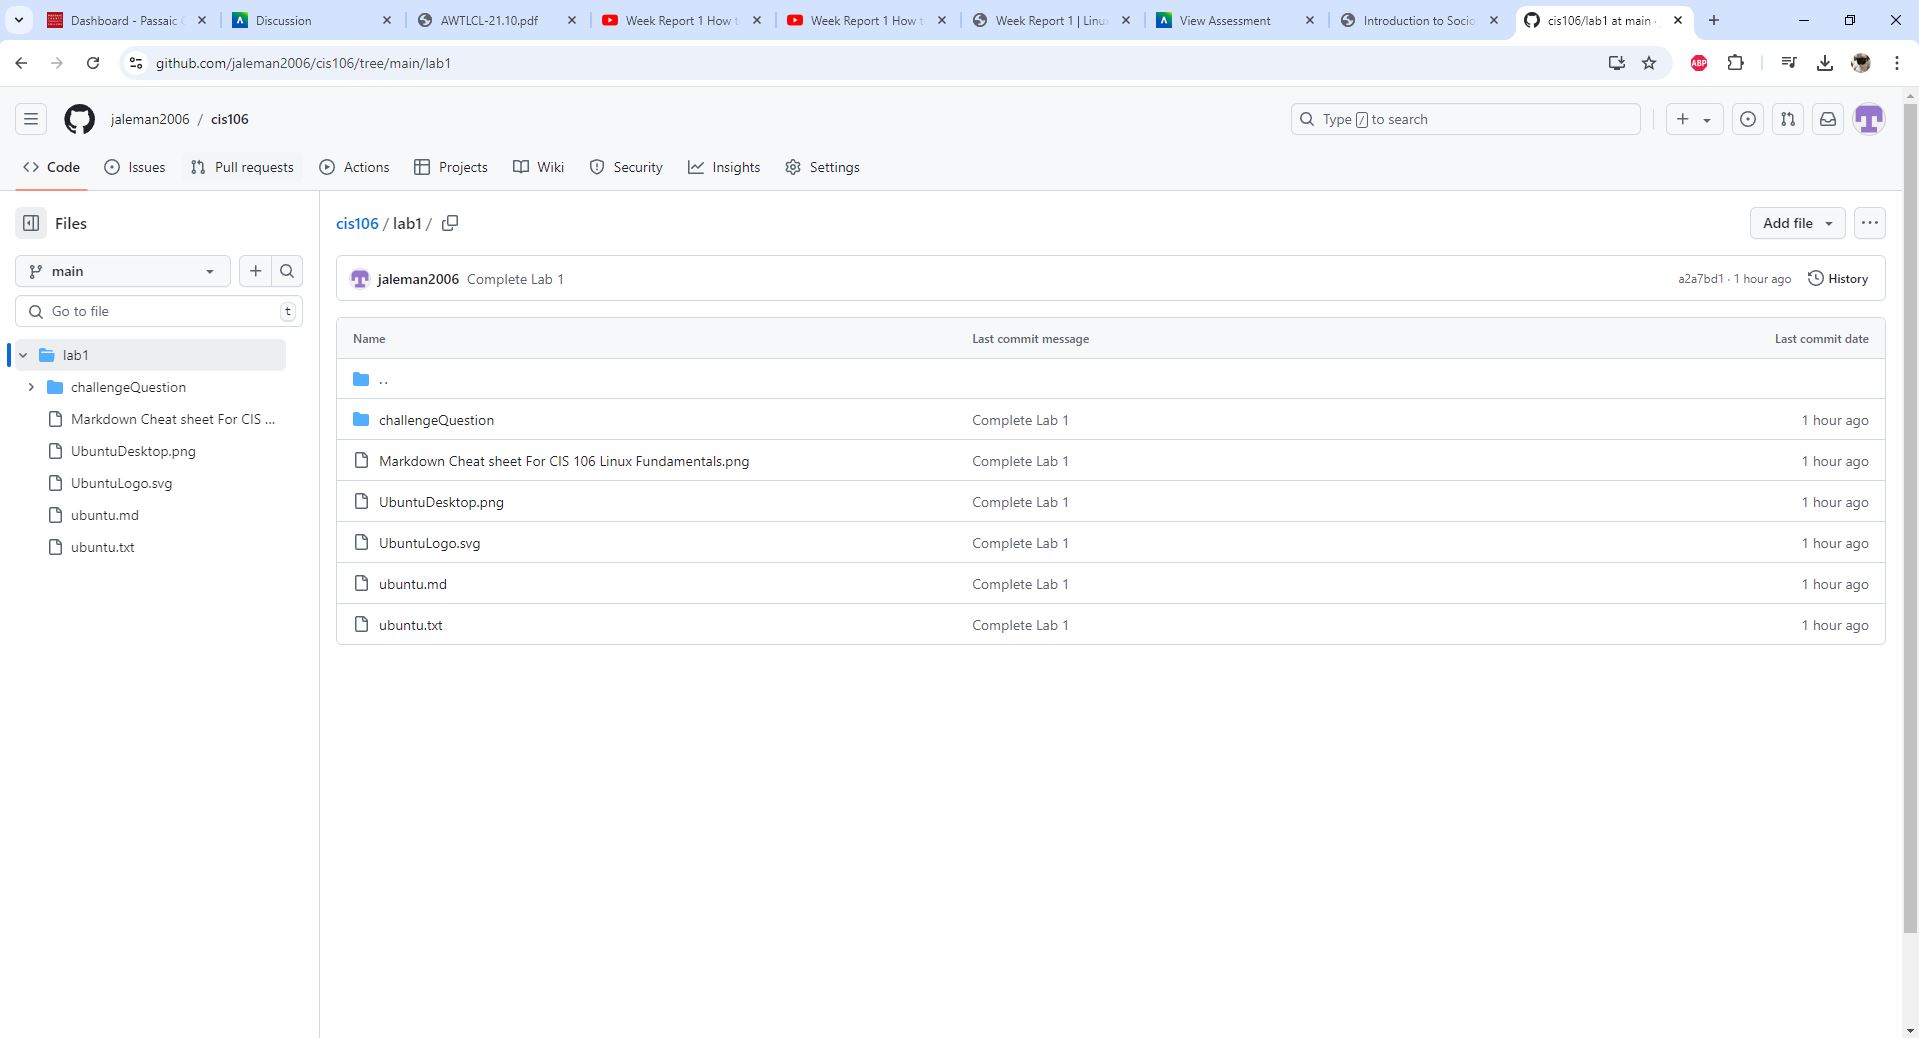 Dashboard - Passaic
Discussion
AWTLCL-21.10.pdf
Week Report 1 How t
Week Report 1 How t
Week Report 1 | Linu
View Assessment
Introduction to Socio
cis106/lab1 at main ·
github.com/jaleman2006/cis106/tree/main/lab1
ABP
jaleman2006 / cis106
Type / to search
Code
Issues
Pull requests
Actions
Projects
Wiki
Security
Insights
Settings
Files
main
Go to file
t
lab1
challengeQuestion
Markdown Cheat sheet For CIS ...
UbuntuDesktop.png
UbuntuLogo.svg
ubuntu.md
ubuntu.txt
cis106 / lab1 /
Add file
jaleman2006 Complete Lab 1
a2a7bd1 · 1 hour ago
History
Name Last commit message Last commit date
..
challengeQuestion Complete Lab 1 1 hour ago
Markdown Cheat sheet For CIS 106 Linux Fundamentals.png Complete Lab 1 1 hour ago
UbuntuDesktop.png Complete Lab 1 1 hour ago
UbuntuLogo.svg Complete Lab 1 1 hour ago
ubuntu.md Complete Lab 1 1 hour ago
ubuntu.txt Complete Lab 1 1 hour ago